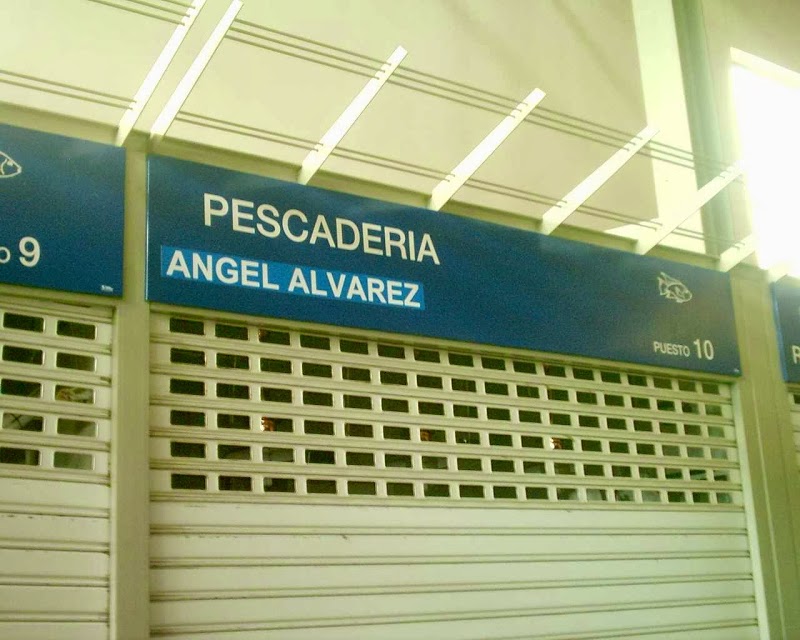 PESCADERIA
ANGEL ALVAREZ
PUESTO 10
9